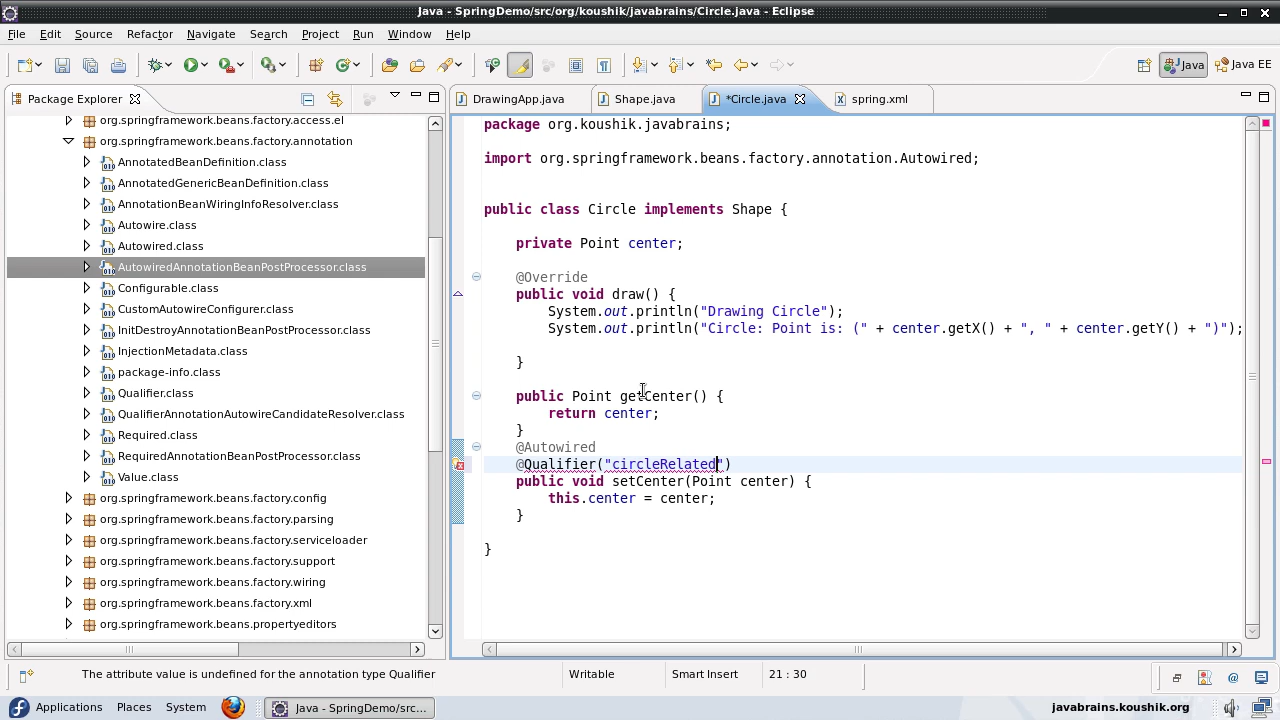 Java - SpringDemo/src/org/koushik/javabrains/Circle.java - Eclipse
File Edit Source Refactor Navigate Search Project Run Window Help
Java Java EE
Package Explorer
DrawingApp.java Shape.java *Circle.java spring.xml
org.springframework.beans.factory.access.el
org.springframework.beans.factory.annotation
AnnotatedBeanDefinition.class
AnnotatedGenericBeanDefinition.class
AnnotationBeanWiringInfoResolver.class
Autowire.class
Autowired.class
AutowiredAnnotationBeanPostProcessor.class
Configurable.class
CustomAutowireConfigurer.class
InitDestroyAnnotationBeanPostProcessor.class
InjectionMetadata.class
package-info.class
Qualifier.class
QualifierAnnotationAutowireCandidateResolver.class
Required.class
RequiredAnnotationBeanPostProcessor.class
Value.class
org.springframework.beans.factory.config
org.springframework.beans.factory.parsing
org.springframework.beans.factory.serviceloader
org.springframework.beans.factory.support
org.springframework.beans.factory.wiring
org.springframework.beans.factory.xml
org.springframework.beans.propertyeditors
package org.koushik.javabrains;
import org.springframework.beans.factory.annotation.Autowired;
public class Circle implements Shape {
private Point center;
@Override
public void draw() {
System.out.println("Drawing Circle");
System.out.println("Circle: Point is: (" + center.getX() + ", " + center.getY() + ")");
}
public Point getCenter() {
return center;
}
@Autowired
@Qualifier("circleRelated")
public void setCenter(Point center) {
this.center = center;
}
}
The attribute value is undefined for the annotation type Qualifier Writable Smart Insert 21 : 30
Applications Places System Java - SpringDemo/src... javabrains.koushik.org